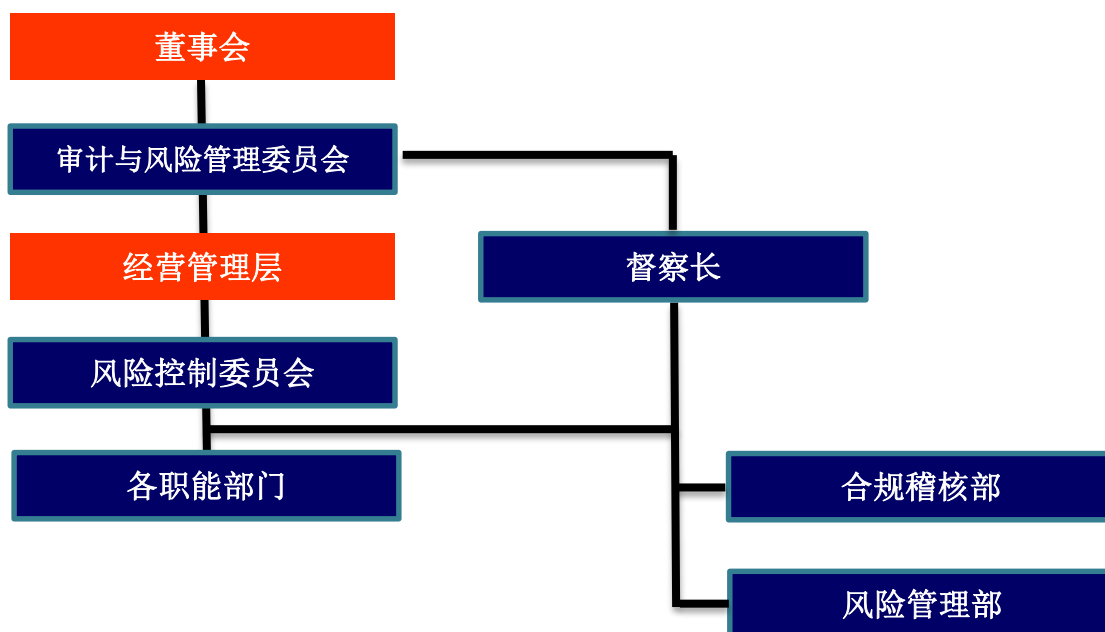 董事会
审计与风险管理委员会
经营管理层
督察长
风险控制委员会
各职能部门
合规稽核部
风险管理部